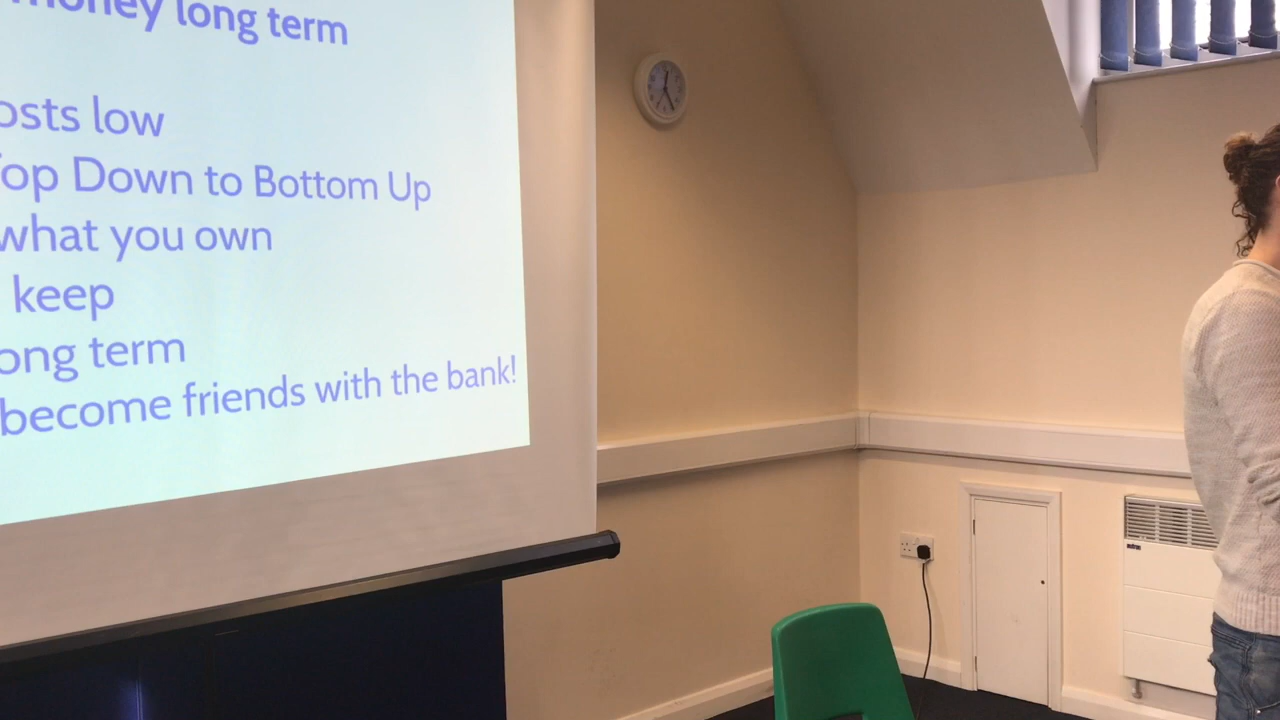 money long term
osts low
Top Down to Bottom Up
what you own
keep
ong term
become friends with the bank!